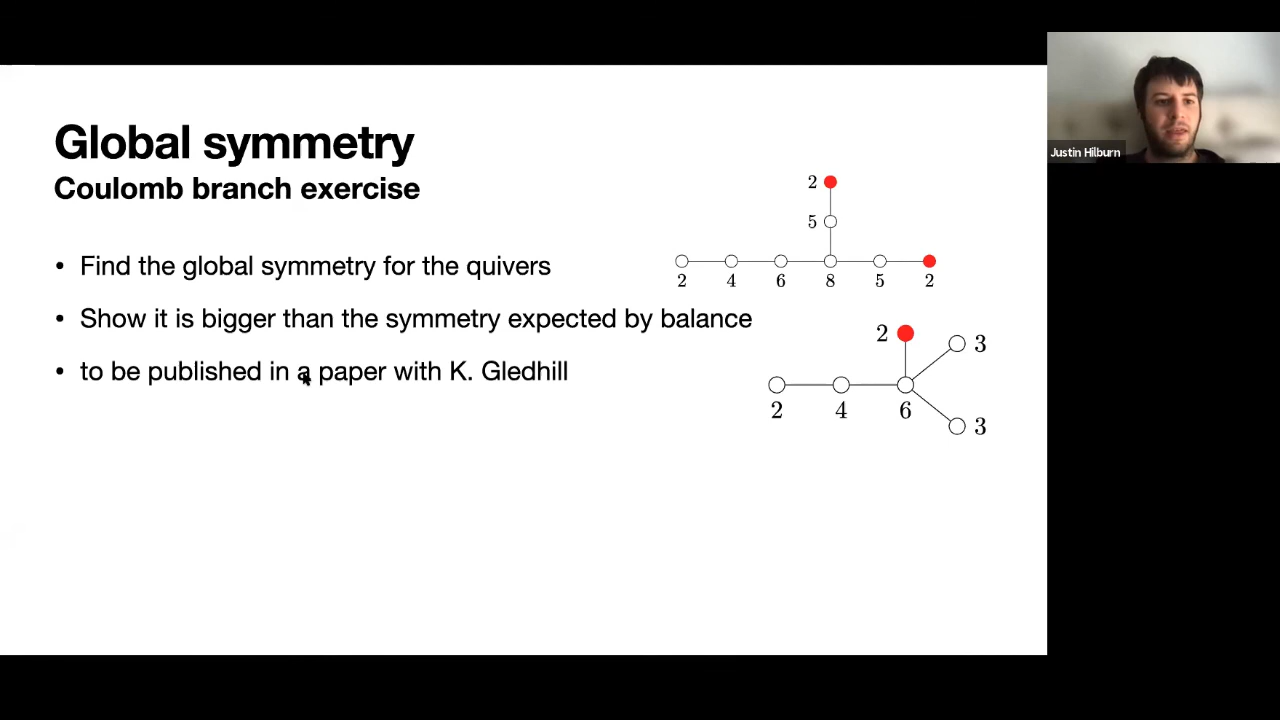 Global symmetry
Coulomb branch exercise
• Find the global symmetry for the quivers
• Show it is bigger than the symmetry expected by balance
• to be published in a paper with K. Gledhill
2
5
2 4 6 8 5 2
2
3
2 4 6
3
Justin Hilburn